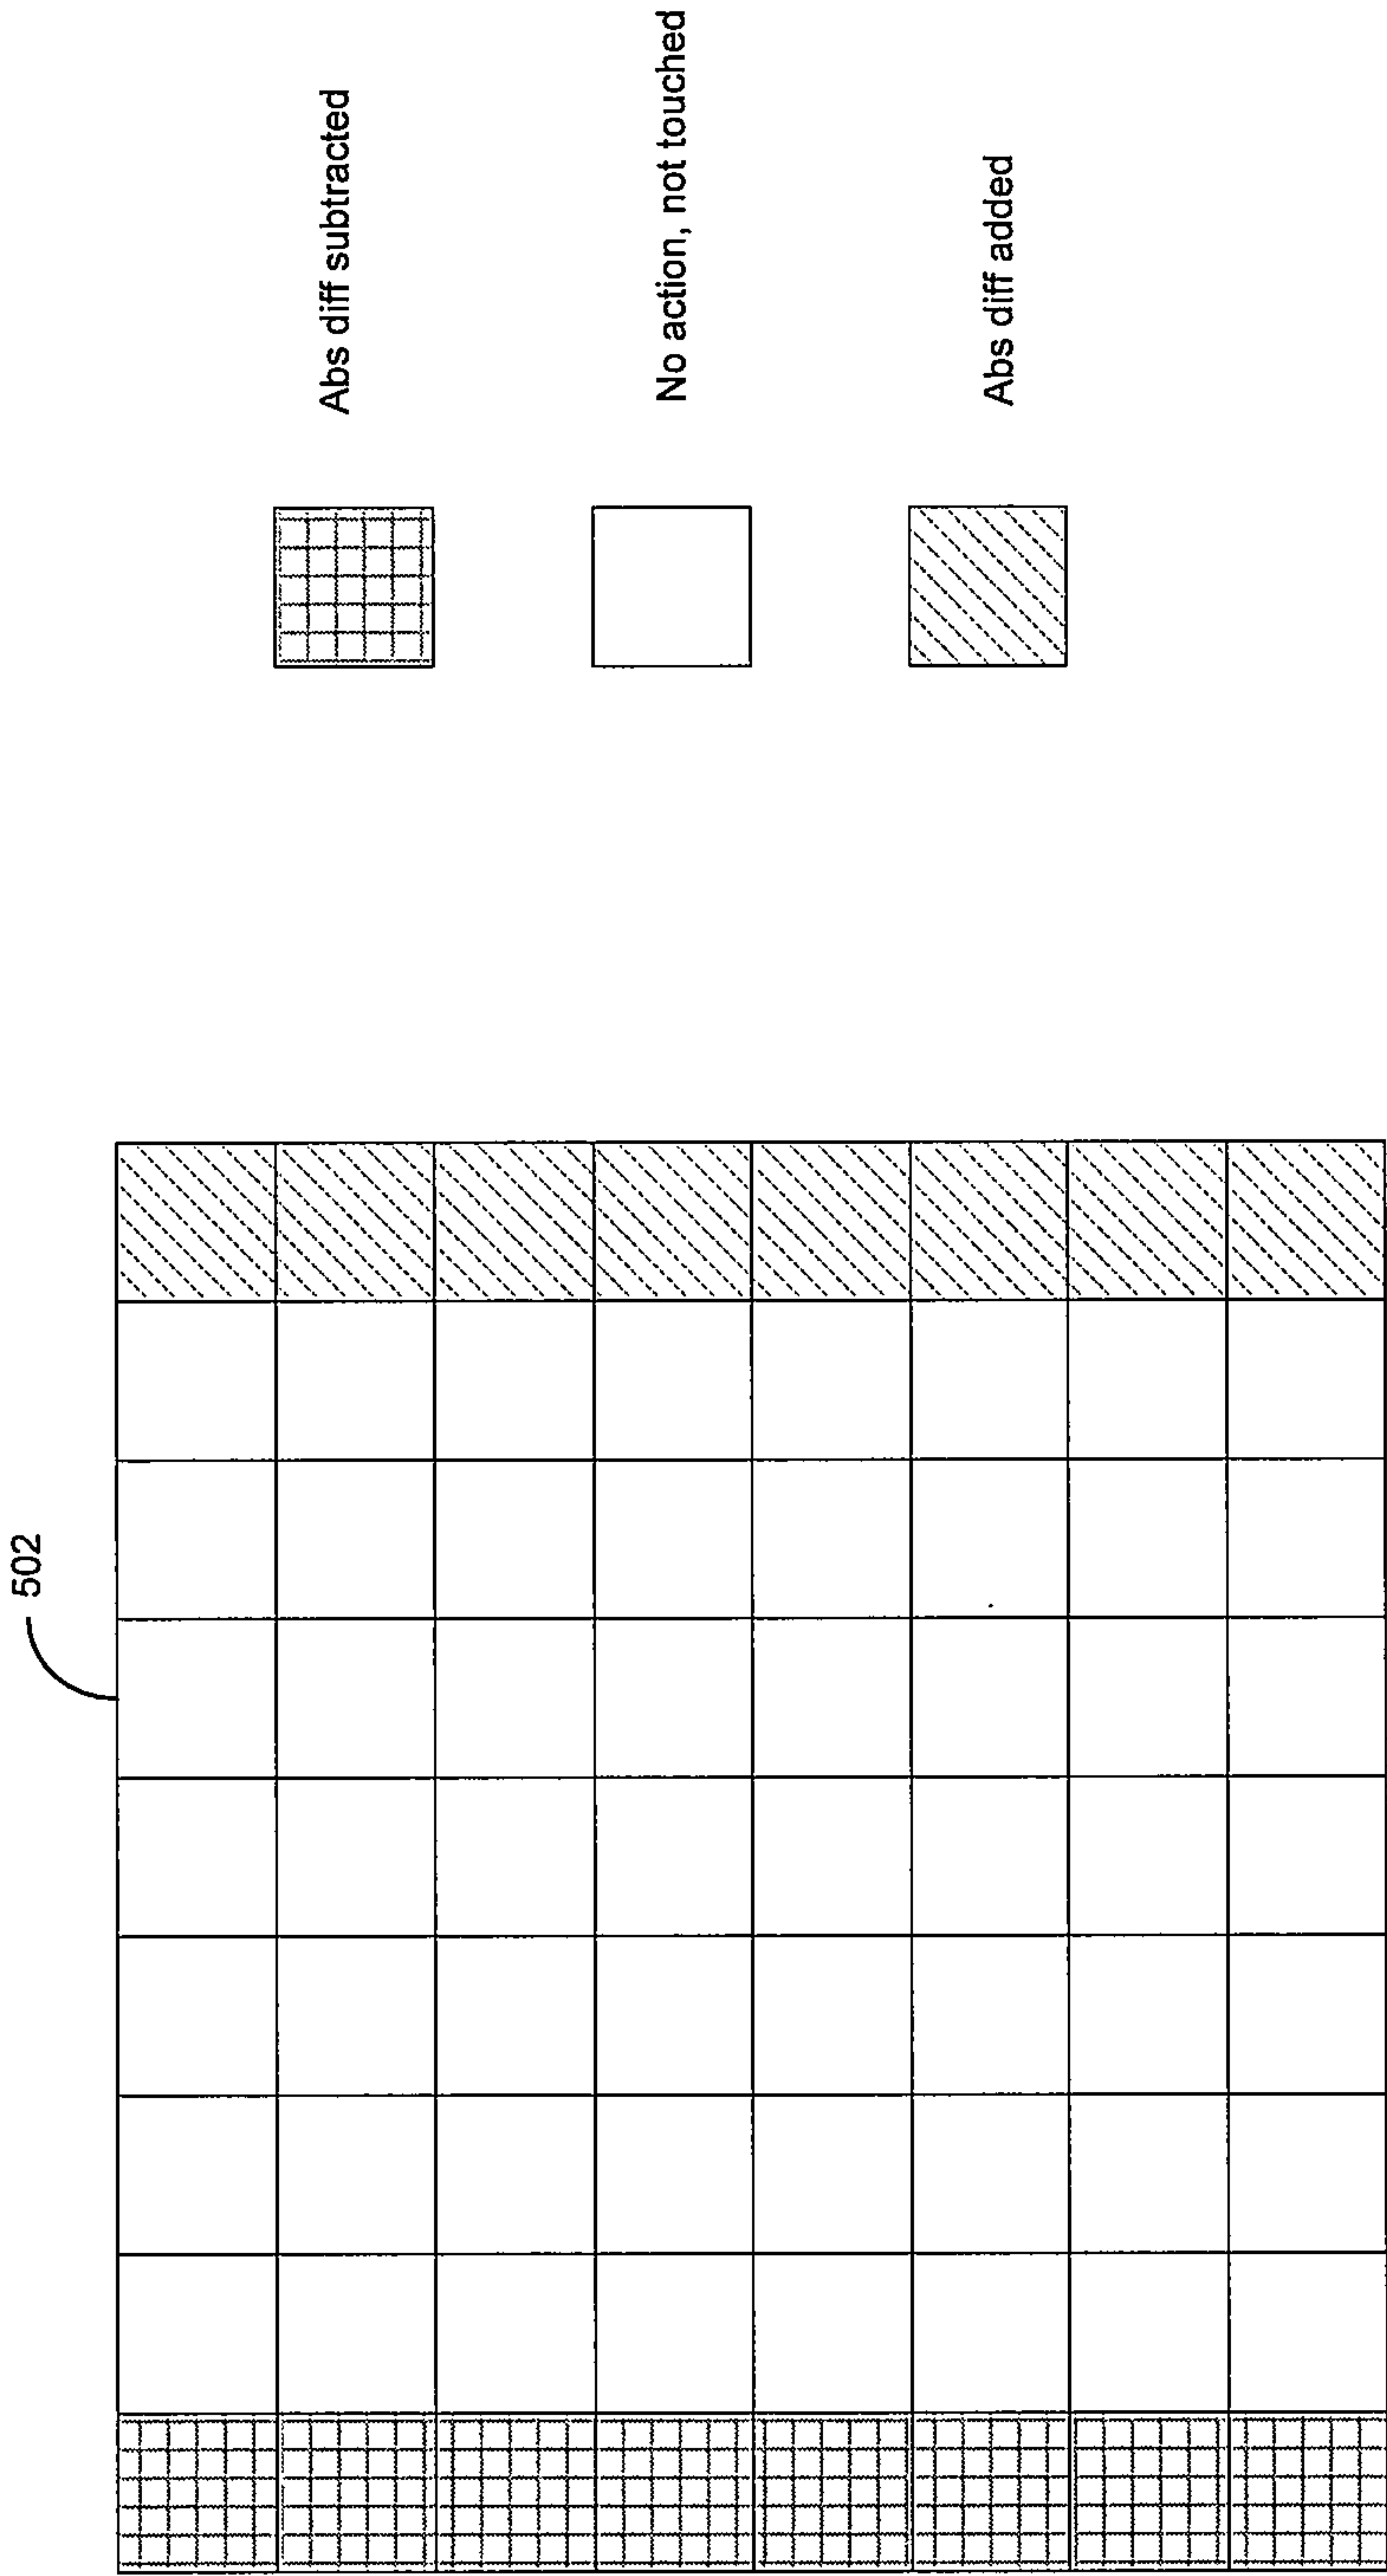 502
Abs diff subtracted
No action, not touched
Abs diff added